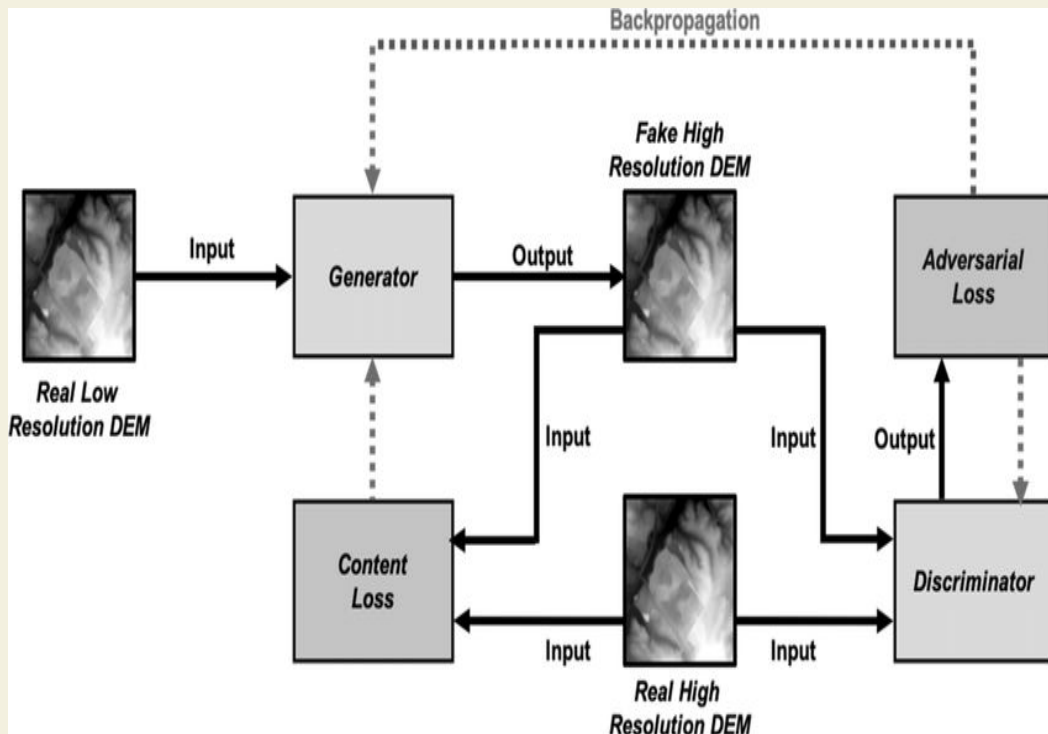 Backpropagation
Fake High
Resolution DEM
Input
Generator
Output
Adversarial
Loss
Real Low
Resolution DEM
Input
Input
Output
Content
Loss
Discriminator
Input
Input
Real High
Resolution DEM